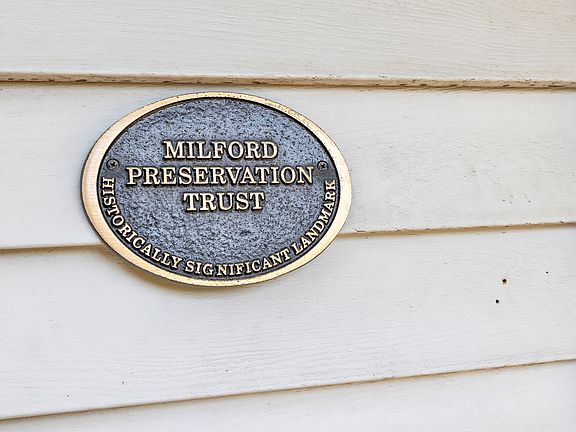 MILFORD
PRESERVATION
TRUST
HISTORICALLY SIGNIFICANT LANDMARK